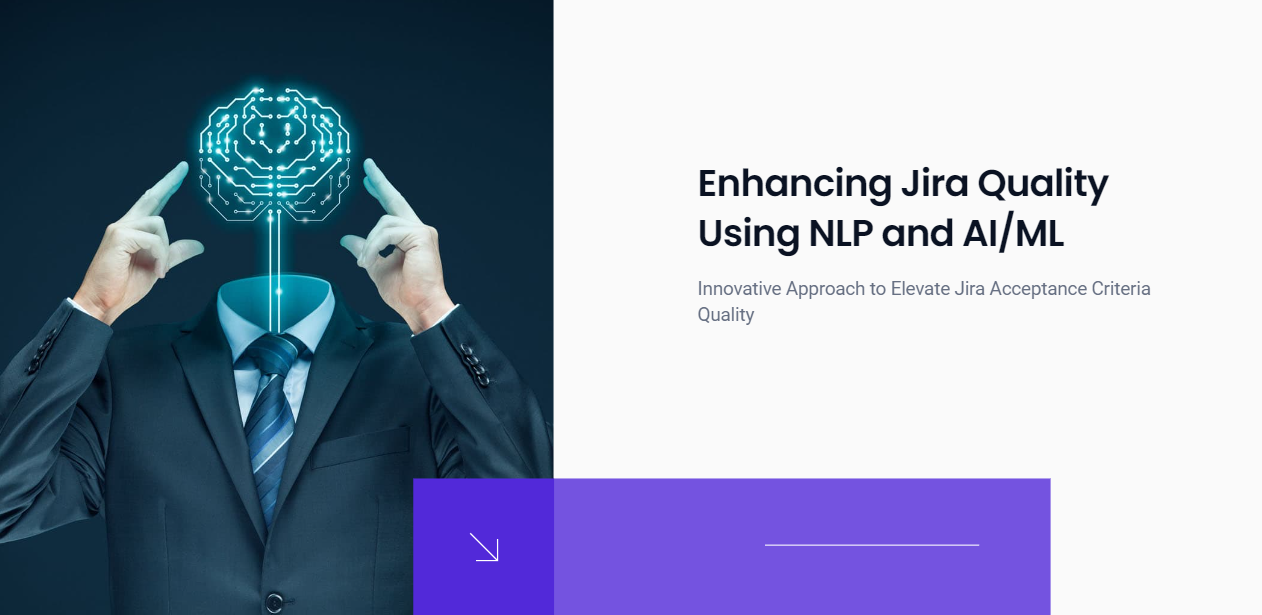 Enhancing Jira Quality
Using NLP and AI/ML
Innovative Approach to Elevate Jira Acceptance Criteria
Quality